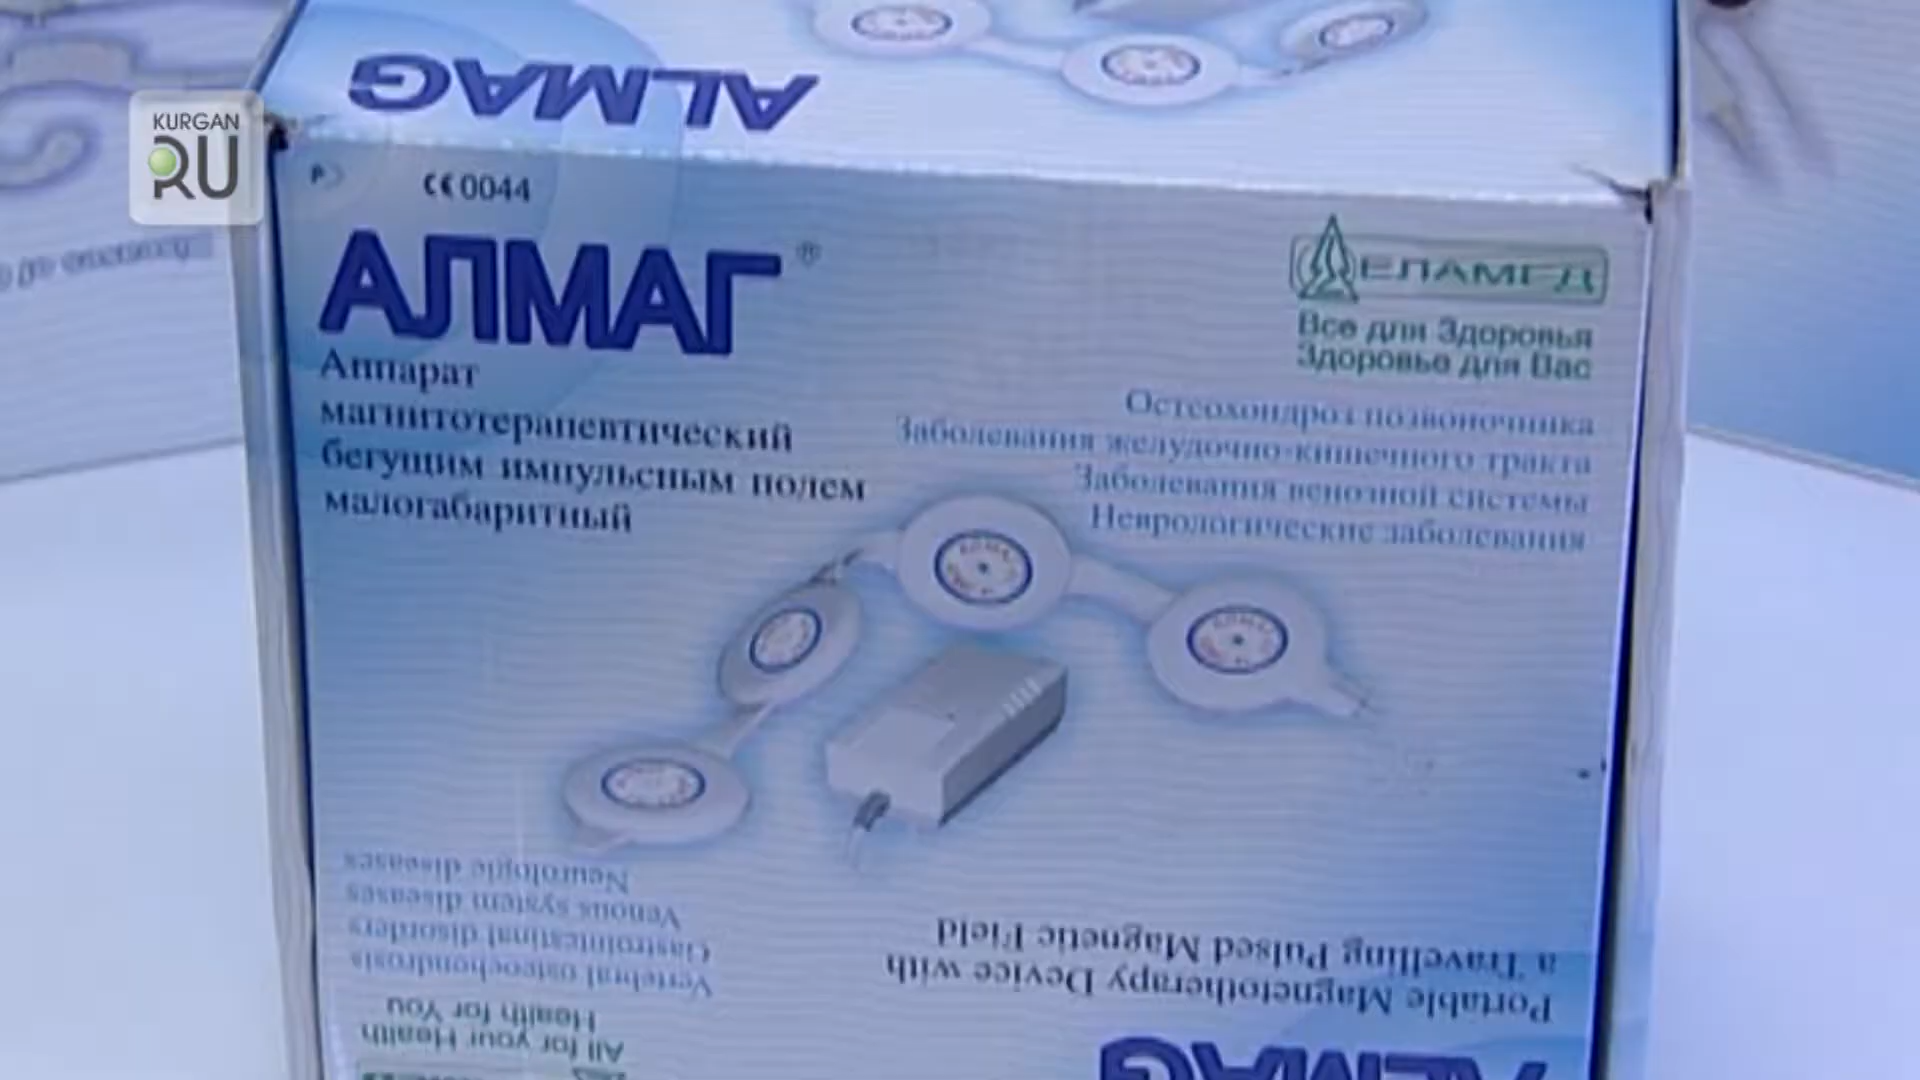 ALMAG
KURGAN
RU
CE 0044
АЛМАГ®
Аппарат
магнитотерапевтический
бегущим импульсным полем
малогабаритный
ЕЛАМЕД
Все для Здоровья
Здоровье для Вас
Остеохондроз позвоночника
Заболевания желудочно-кишечного тракта
Заболевания венозной системы
Неврологические заболевания
АЛМАГ
АЛМАГ
ALMAG
Portable Magnetotherapy Device with
a Travelling Pulsed Magnetic Field
All for your Health
Health for You
Vertebral osteochondrosis
Gastrointestinal disorders
Venous system diseases
Neurologic diseases